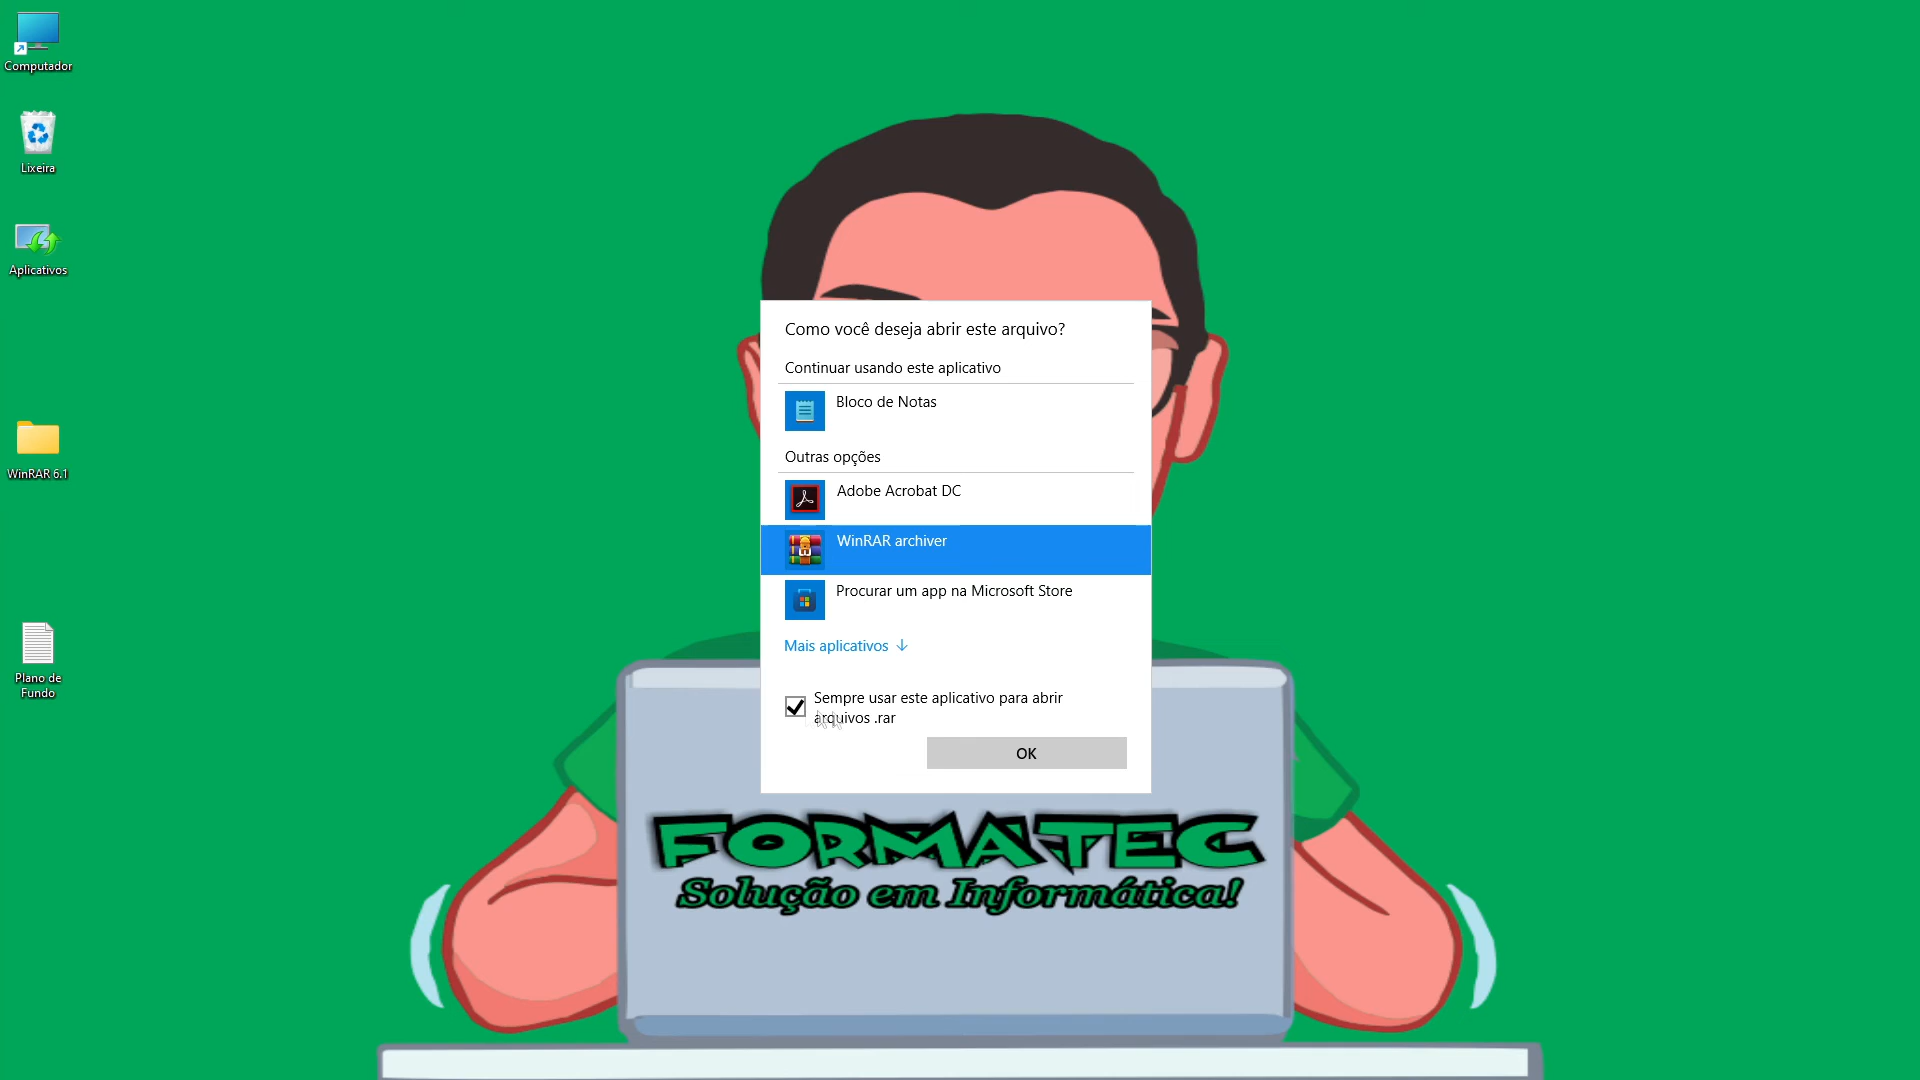 Computador
Lixeira
Aplicativos
WinRAR 6.1
Plano de
Fundo
Como você deseja abrir este arquivo?
Continuar usando este aplicativo
Bloco de Notas
Outras opções
Adobe Acrobat DC
WinRAR archiver
Procurar um app na Microsoft Store
Mais aplicativos
Sempre usar este aplicativo para abrir
arquivos .rar
OK
FORMATEC
Solução em Informática!